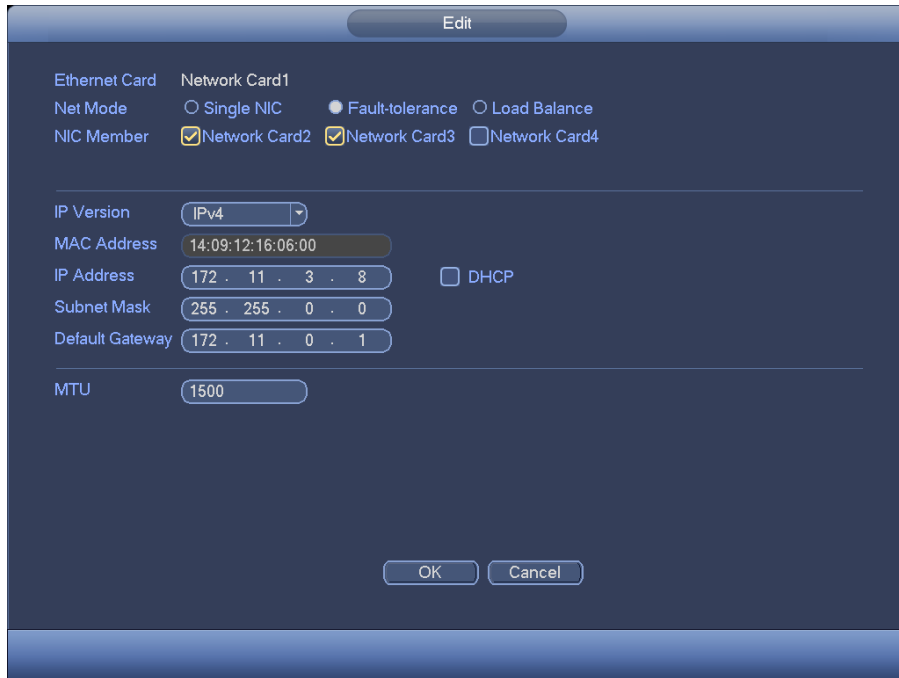 Edit
Ethernet Card Network Card1
Net Mode Single NIC Fault-tolerance Load Balance
NIC Member Network Card2 Network Card3 Network Card4
IP Version IPv4
MAC Address 14:09:12:16:06:00
IP Address 172 . 11 . 3 . 8 DHCP
Subnet Mask 255 . 255 . 0 . 0
Default Gateway 172 . 11 . 0 . 1
MTU 1500
OK Cancel